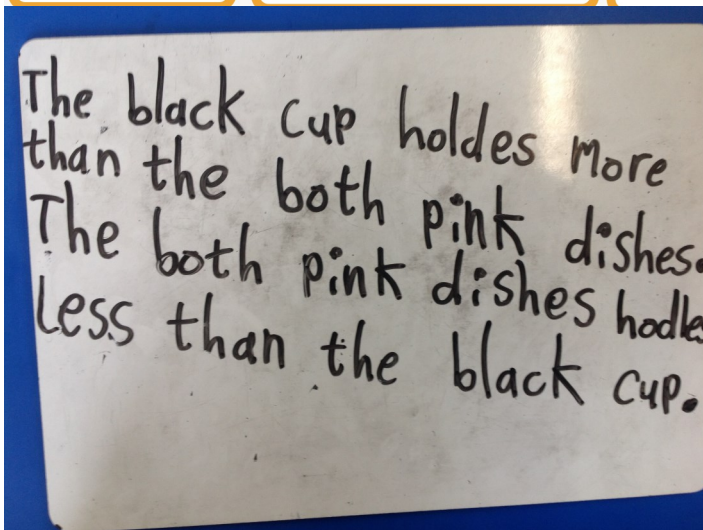 The black cup holdes more
than the both pink dishes.
The both pink dishes hodles
less than the black cup.